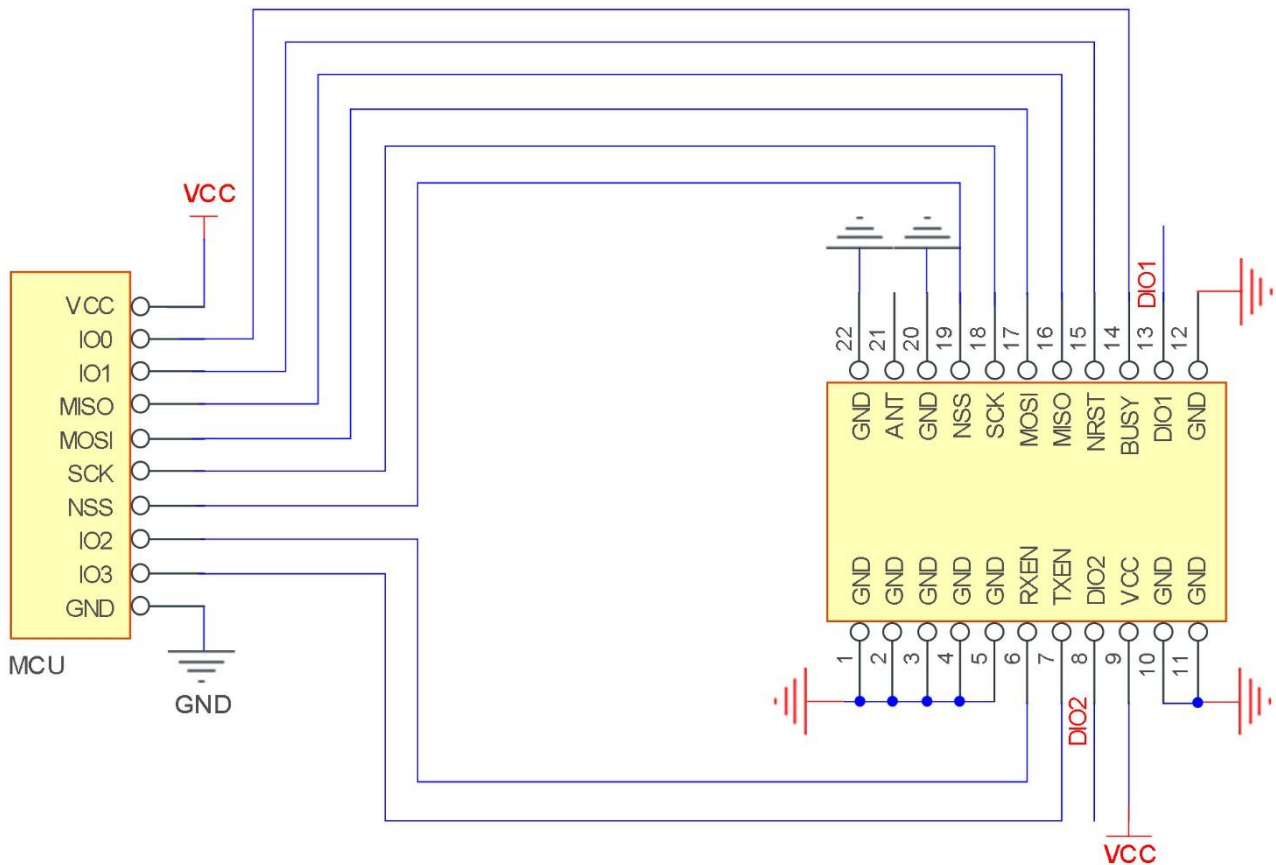 VCC
VCC
IO0
IO1
MISO
MOSI
SCK
NSS
IO2
IO3
GND
MCU
GND
DIO1
22 21 20 19 18 17 16 15 14 13 12
GND ANT GND NSS SCK MOSI MISO NRST BUSY DIO1 GND
GND GND GND GND GND RXEN TXEN DIO2 VCC GND GND
1 2 3 4 5 6 7 8 9 10 11
DIO2
VCC